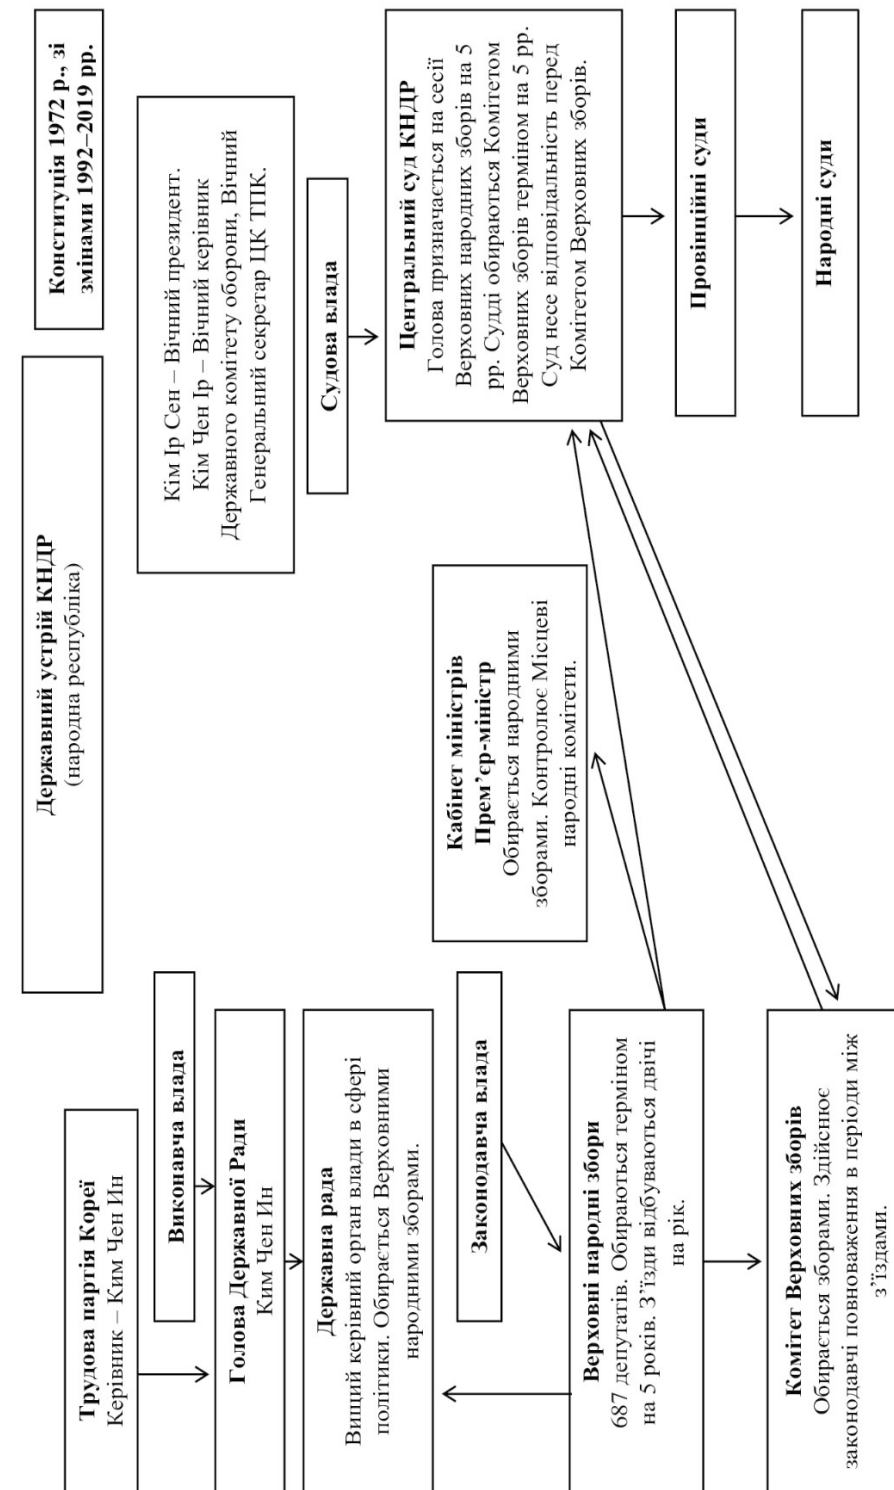 Державний устрій КНДР
(народна республіка)
Конституція 1972 р., зі
змінами 1992–2019 рр.
Трудова партія Кореї
Керівник – Ким Чен Ин
Кім Ір Сен – Вічний президент.
Кім Чен Ір – Вічний керівник
Державного комітету оборони, Вічний
Генеральний секретар ЦК ТПК.
Виконавча влада
Голова Державної Ради
Ким Чен Ин
Державна рада
Вищий керівний орган влади в сфері
політики. Обирається Верховними
народними зборами.
Законодавча влада
Верховні народні збори
687 депутатів. Обираються терміном
на 5 років. З’їзди відбуваються двічі
на рік.
Комітет Верховних зборів
Обирається зборами. Здійснює
законодавчі повноваження в періоди між
з’їздами.
Кабінет міністрів
Прем’єр-міністр
Обирається народними
зборами. Контролює Місцеві
народні комітети.
Судова влада
Центральний суд КНДР
Голова призначається на сесії
Верховних народних зборів на 5
рр. Судді обираються Комітетом
Верховних зборів терміном на 5 рр.
Суд несе відповідальність перед
Комітетом Верховних зборів.
Провінційні суди
Народні суди